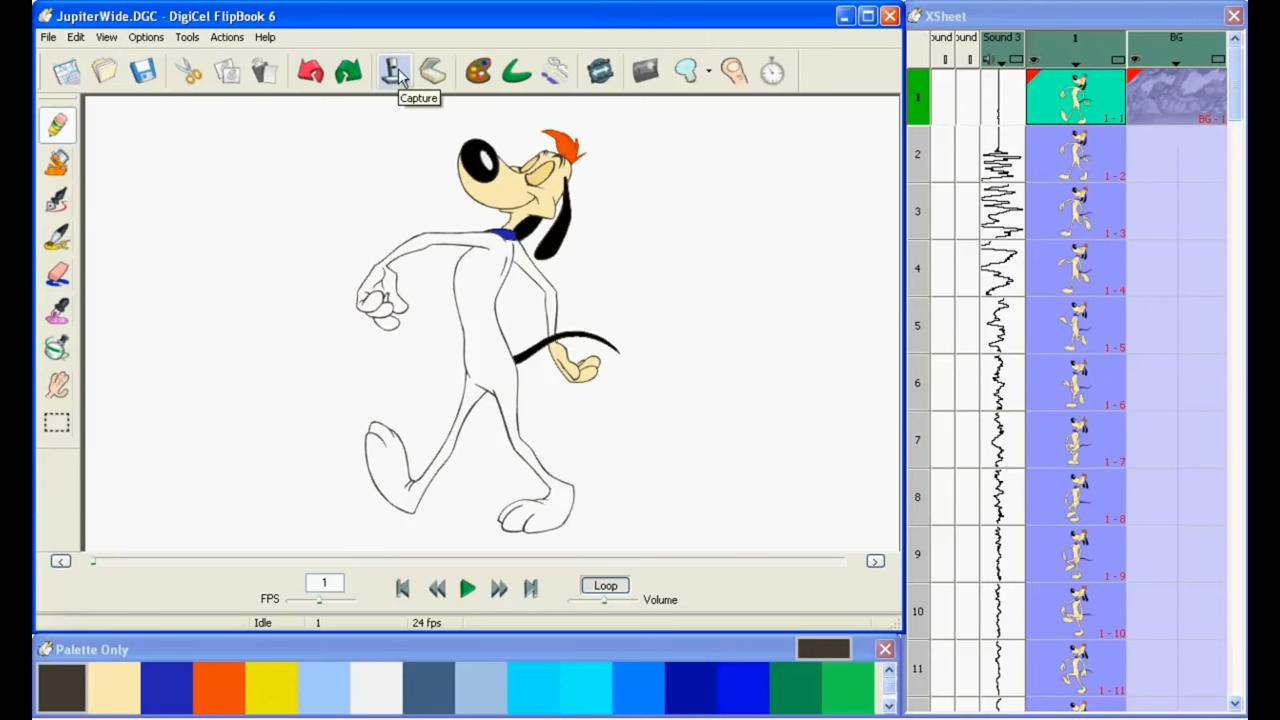 JupiterWide.DGC - DigiCel FlipBook 6
File Edit View Options Tools Actions Help
Capture
1
FPS
Loop
Volume
Idle 1 24 fps
Palette Only
XSheet
ound ound Sound 3 1 BG
1 1 - 1 BG - 1
2 1 - 2
3 1 - 3
4 1 - 4
5 1 - 5
6 1 - 6
7 1 - 7
8 1 - 8
9 1 - 9
10 1 - 10
11 1 - 11